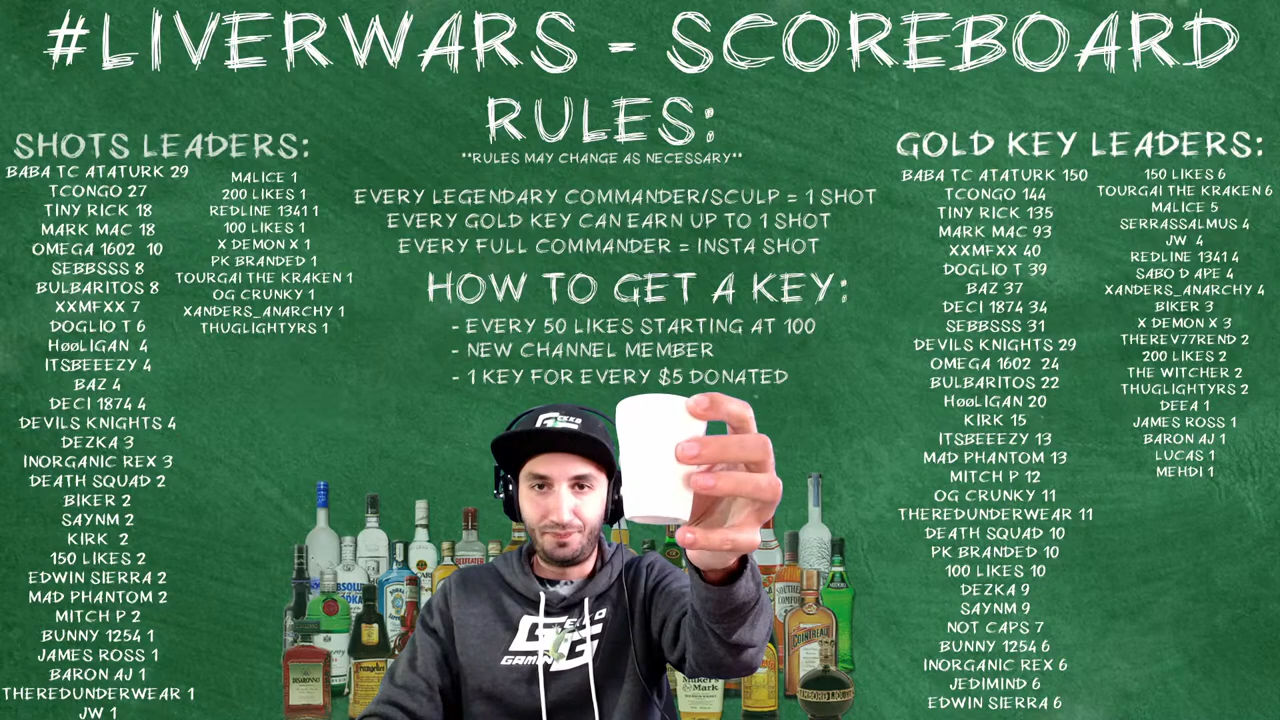 #LIVERWARS - SCOREBOARD
RULES:
**RULES MAY CHANGE AS NECESSARY**
EVERY LEGENDARY COMMANDER/SCULP = 1 SHOT
EVERY GOLD KEY CAN EARN UP TO 1 SHOT
EVERY FULL COMMANDER = INSTA SHOT
HOW TO GET A KEY:
- EVERY 50 LIKES STARTING AT 100
- NEW CHANNEL MEMBER
- 1 KEY FOR EVERY $5 DONATED
SHOTS LEADERS:
BABA TC ATATURK 29
TCONGO 27
TINY RICK 18
MARK MAC 18
OMEGA 1602 10
SEBBSSS 8
BULBARITOS 8
XXMFXX 7
DOGLIO T 6
HøøLIGAN 4
ITSBEEEZY 4
BAZ 4
DECI 1874 4
DEVILS KNIGHTS 4
DEZKA 3
INORGANIC REX 3
DEATH SQUAD 2
BIKER 2
SAYNM 2
KIRK 2
150 LIKES 2
EDWIN SIERRA 2
MAD PHANTOM 2
MITCH P 2
BUNNY 1254 1
JAMES ROSS 1
BARON AJ 1
THEREDUNDERWEAR 1
JW 1
MALICE 1
200 LIKES 1
REDLINE 1341 1
100 LIKES 1
X DEMON X 1
PK BRANDED 1
TOURGAI THE KRAKEN 1
OG CRUNKY 1
XANDERS_ANARCHY 1
THUGLIGHTYRS 1
GOLD KEY LEADERS:
BABA TC ATATURK 150
TCONGO 144
TINY RICK 135
MARK MAC 93
XXMFXX 40
DOGLIO T 39
BAZ 37
DECI 1874 34
SEBBSSS 31
DEVILS KNIGHTS 29
OMEGA 1602 24
BULBARITOS 22
HøøLIGAN 20
KIRK 15
ITSBEEEZY 13
MAD PHANTOM 13
MITCH P 12
OG CRUNKY 11
THEREDUNDERWEAR 11
DEATH SQUAD 10
PK BRANDED 10
100 LIKES 10
DEZKA 9
SAYNM 9
NOT CAPS 7
BUNNY 1254 6
INORGANIC REX 6
JEDIMIND 6
EDWIN SIERRA 6
150 LIKES 6
TOURGAI THE KRAKEN 6
MALICE 5
SERRASSALMUS 4
JW 4
REDLINE 1341 4
SABO D APE 4
XANDERS_ANARCHY 4
BIKER 3
X DEMON X 3
THEREV77REND 2
200 LIKES 2
THE WITCHER 2
THUGLIGHTYRS 2
DEEA 1
JAMES ROSS 1
BARON AJ 1
LUCAS 1
MEHDI 1
GEKKO
GEKKO
GAMING
DISARONNO
COINTREAU
Maker's
Mark